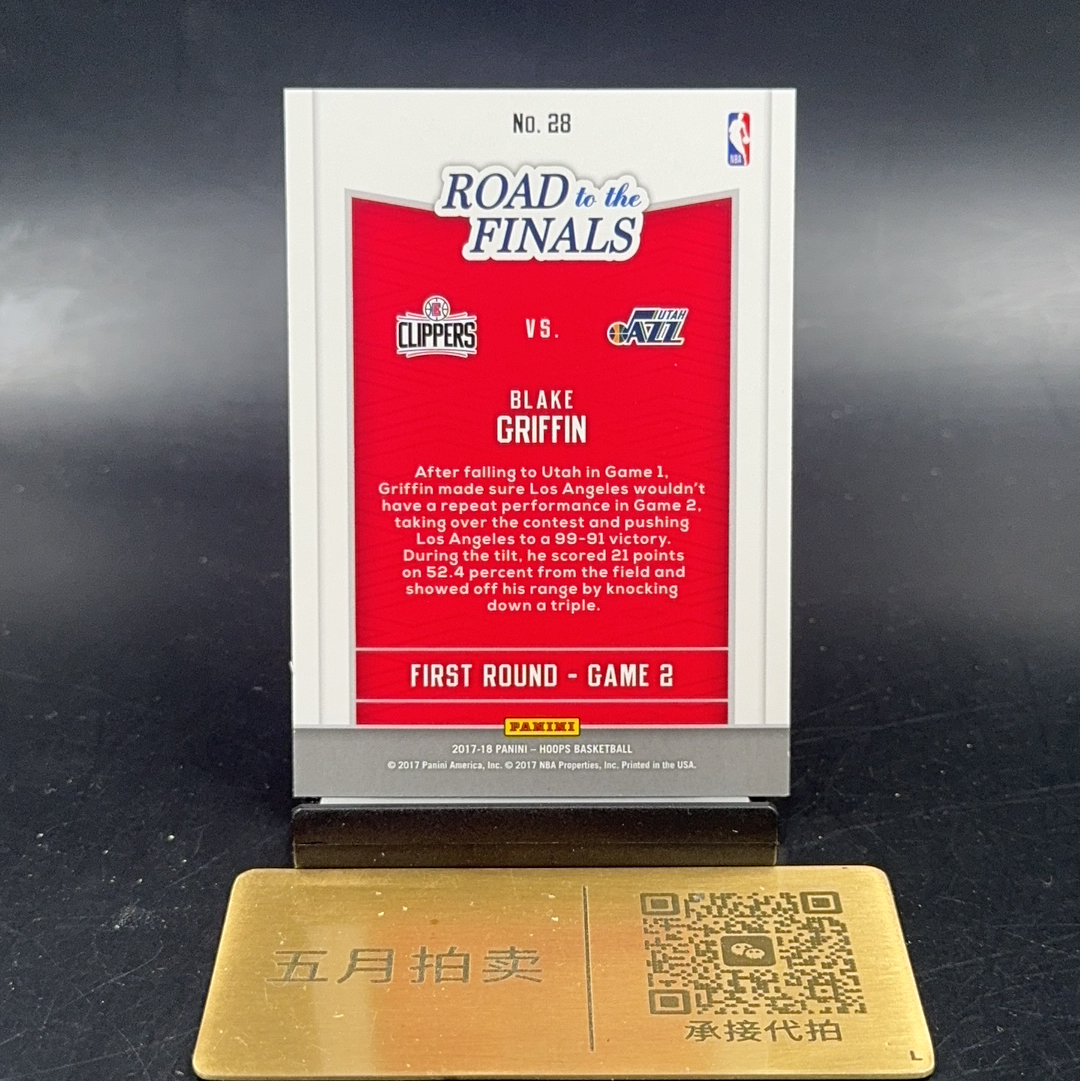 No. 28
NBA
ROAD to the
FINALS
CLIPPERS
VS.
UTAH
JAZZ
BLAKE
GRIFFIN
After falling to Utah in Game 1,
Griffin made sure Los Angeles wouldn't
have a repeat performance in Game 2,
taking over the contest and pushing
Los Angeles to a 99-91 victory.
During the tilt, he scored 21 points
on 52.4 percent from the field and
showed off his range by knocking
down a triple.
FIRST ROUND - GAME 2
PANINI
2017-18 PANINI – HOOPS BASKETBALL
© 2017 Panini America, Inc. © 2017 NBA Properties, Inc. Printed in the USA.
五月拍卖
承接代拍
L